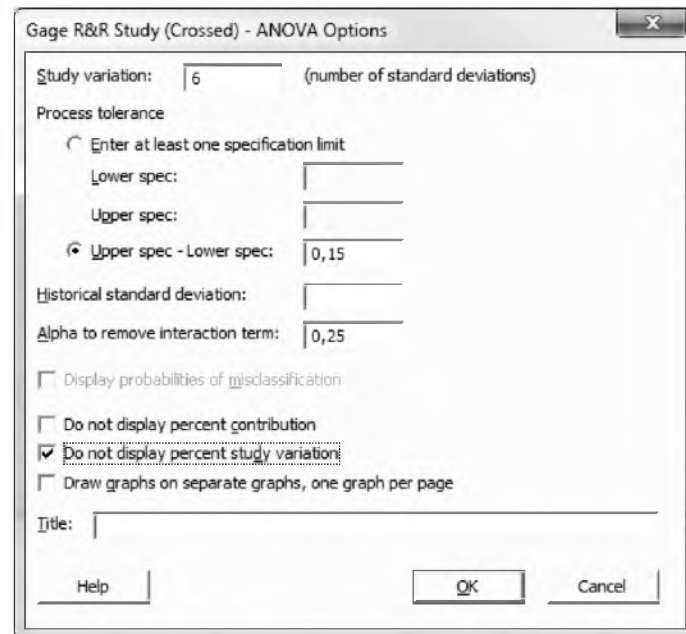 Gage R&R Study (Crossed) - ANOVA Options
X
Study variation: 6 (number of standard deviations)
Process tolerance
Enter at least one specification limit
Lower spec:
Upper spec:
Upper spec - Lower spec: 0,15
Historical standard deviation:
Alpha to remove interaction term: 0,25
Display probabilities of misclassification
Do not display percent contribution
Do not display percent study variation
Draw graphs on separate graphs, one graph per page
Title:
Help OK Cancel